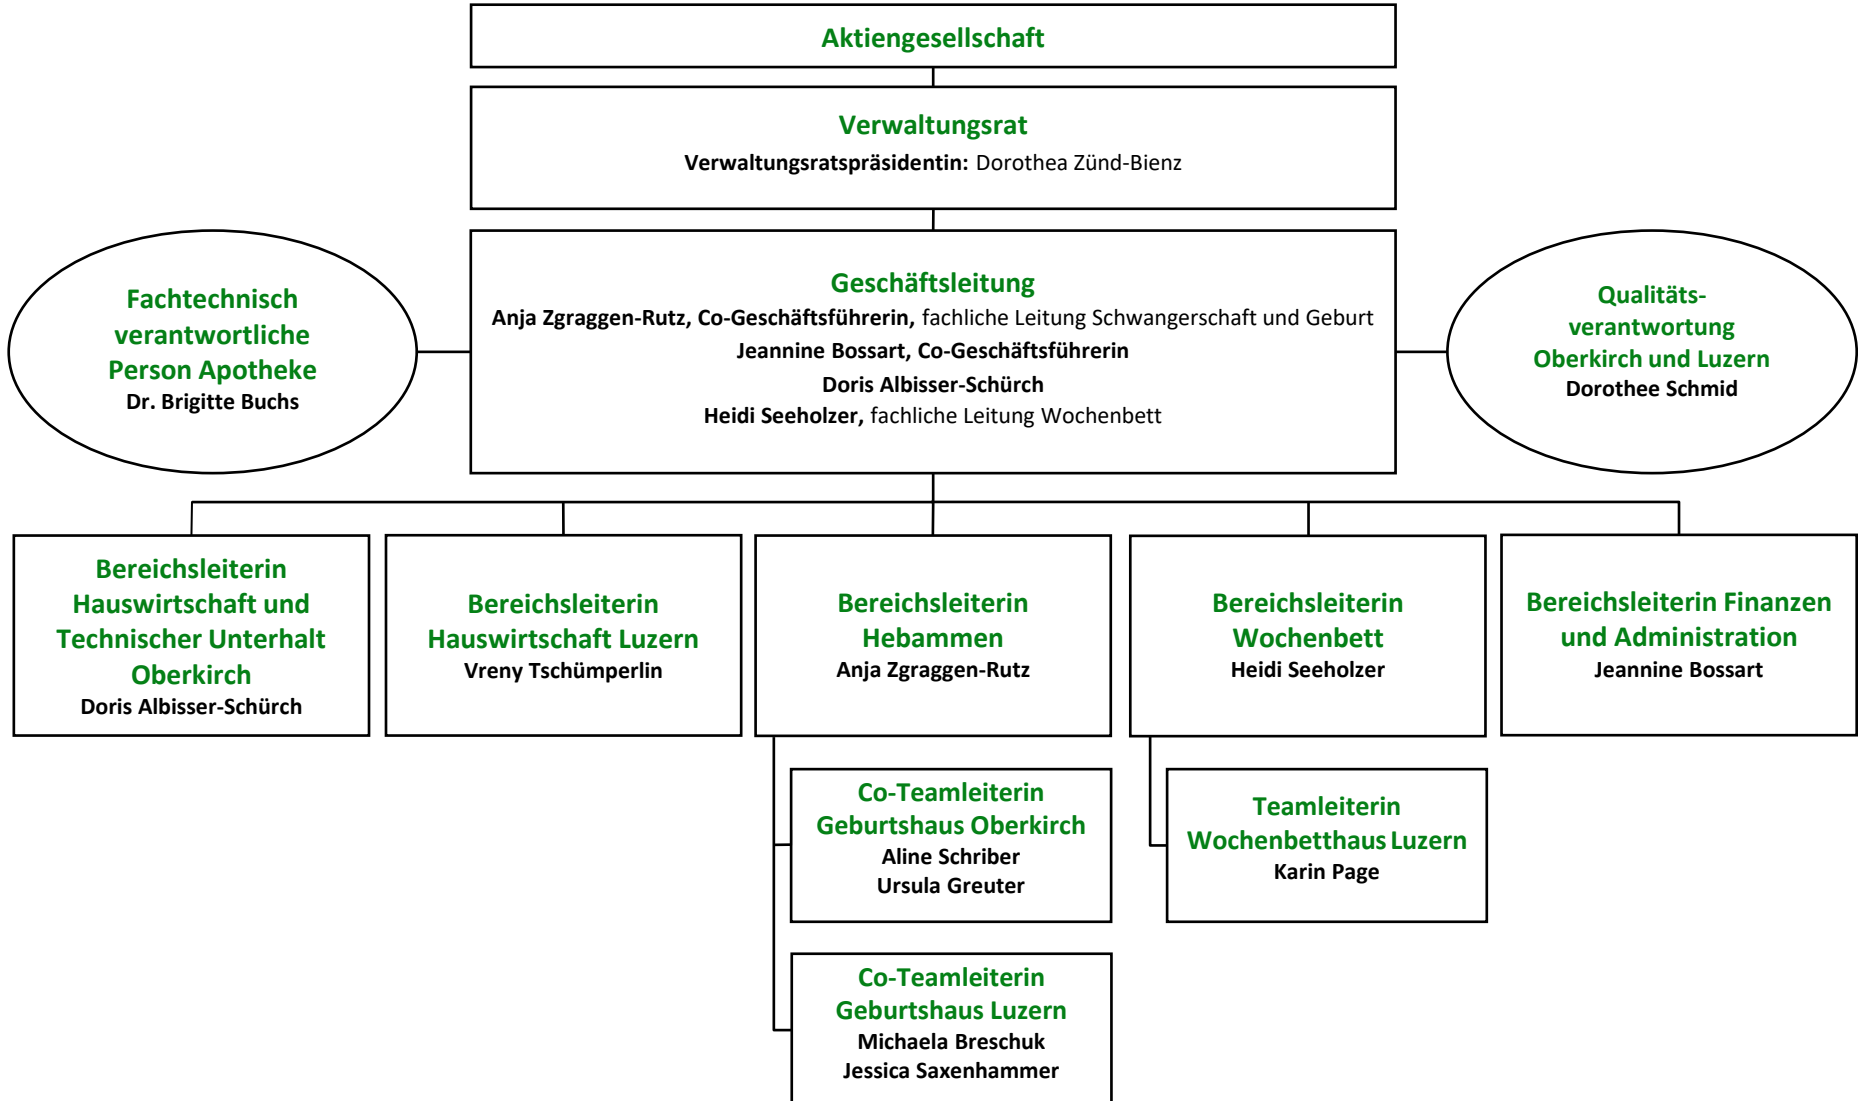 Aktiengesellschaft
Verwaltungsrat
Verwaltungsratspräsidentin: Dorothea Zünd-Bienz
Fachtechnisch
verantwortliche
Person Apotheke
Dr. Brigitte Buchs
Geschäftsleitung
Anja Zgraggen-Rutz, Co-Geschäftsführerin, fachliche Leitung Schwangerschaft und Geburt
Jeannine Bossart, Co-Geschäftsführerin
Doris Albisser-Schürch
Heidi Seeholzer, fachliche Leitung Wochenbett
Qualitäts-
verantwortung
Oberkirch und Luzern
Dorothee Schmid
Bereichsleiterin
Hauswirtschaft und
Technischer Unterhalt
Oberkirch
Doris Albisser-Schürch
Bereichsleiterin
Hauswirtschaft Luzern
Vreny Tschümperlin
Bereichsleiterin
Hebammen
Anja Zgraggen-Rutz
Bereichsleiterin
Wochenbett
Heidi Seeholzer
Bereichsleiterin Finanzen
und Administration
Jeannine Bossart
Co-Teamleiterin
Geburtshaus Oberkirch
Aline Schriber
Ursula Greuter
Teamleiterin
Wochenbetthaus Luzern
Karin Page
Co-Teamleiterin
Geburtshaus Luzern
Michaela Breschuk
Jessica Saxenhammer